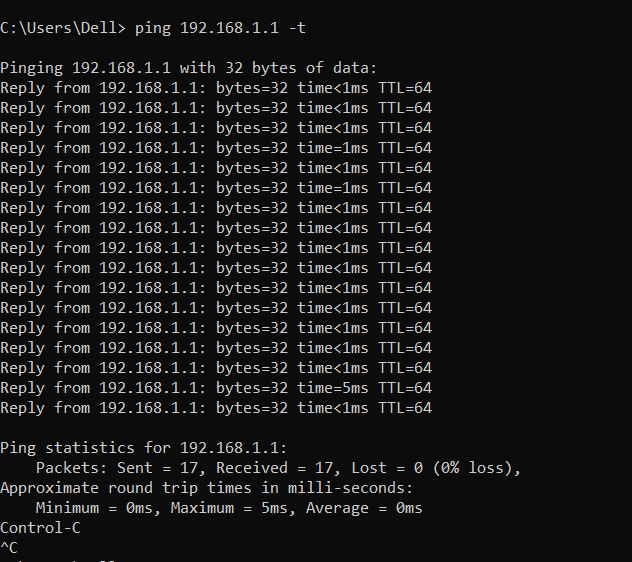 C:\Users\Dell> ping 192.168.1.1 -t
Pinging 192.168.1.1 with 32 bytes of data:
Reply from 192.168.1.1: bytes=32 time<1ms TTL=64
Reply from 192.168.1.1: bytes=32 time<1ms TTL=64
Reply from 192.168.1.1: bytes=32 time<1ms TTL=64
Reply from 192.168.1.1: bytes=32 time=1ms TTL=64
Reply from 192.168.1.1: bytes=32 time<1ms TTL=64
Reply from 192.168.1.1: bytes=32 time=1ms TTL=64
Reply from 192.168.1.1: bytes=32 time<1ms TTL=64
Reply from 192.168.1.1: bytes=32 time<1ms TTL=64
Reply from 192.168.1.1: bytes=32 time<1ms TTL=64
Reply from 192.168.1.1: bytes=32 time<1ms TTL=64
Reply from 192.168.1.1: bytes=32 time<1ms TTL=64
Reply from 192.168.1.1: bytes=32 time<1ms TTL=64
Reply from 192.168.1.1: bytes=32 time<1ms TTL=64
Reply from 192.168.1.1: bytes=32 time<1ms TTL=64
Reply from 192.168.1.1: bytes=32 time<1ms TTL=64
Reply from 192.168.1.1: bytes=32 time=5ms TTL=64
Reply from 192.168.1.1: bytes=32 time<1ms TTL=64
Ping statistics for 192.168.1.1:
    Packets: Sent = 17, Received = 17, Lost = 0 (0% loss),
Approximate round trip times in milli-seconds:
    Minimum = 0ms, Maximum = 5ms, Average = 0ms
Control-C
^C